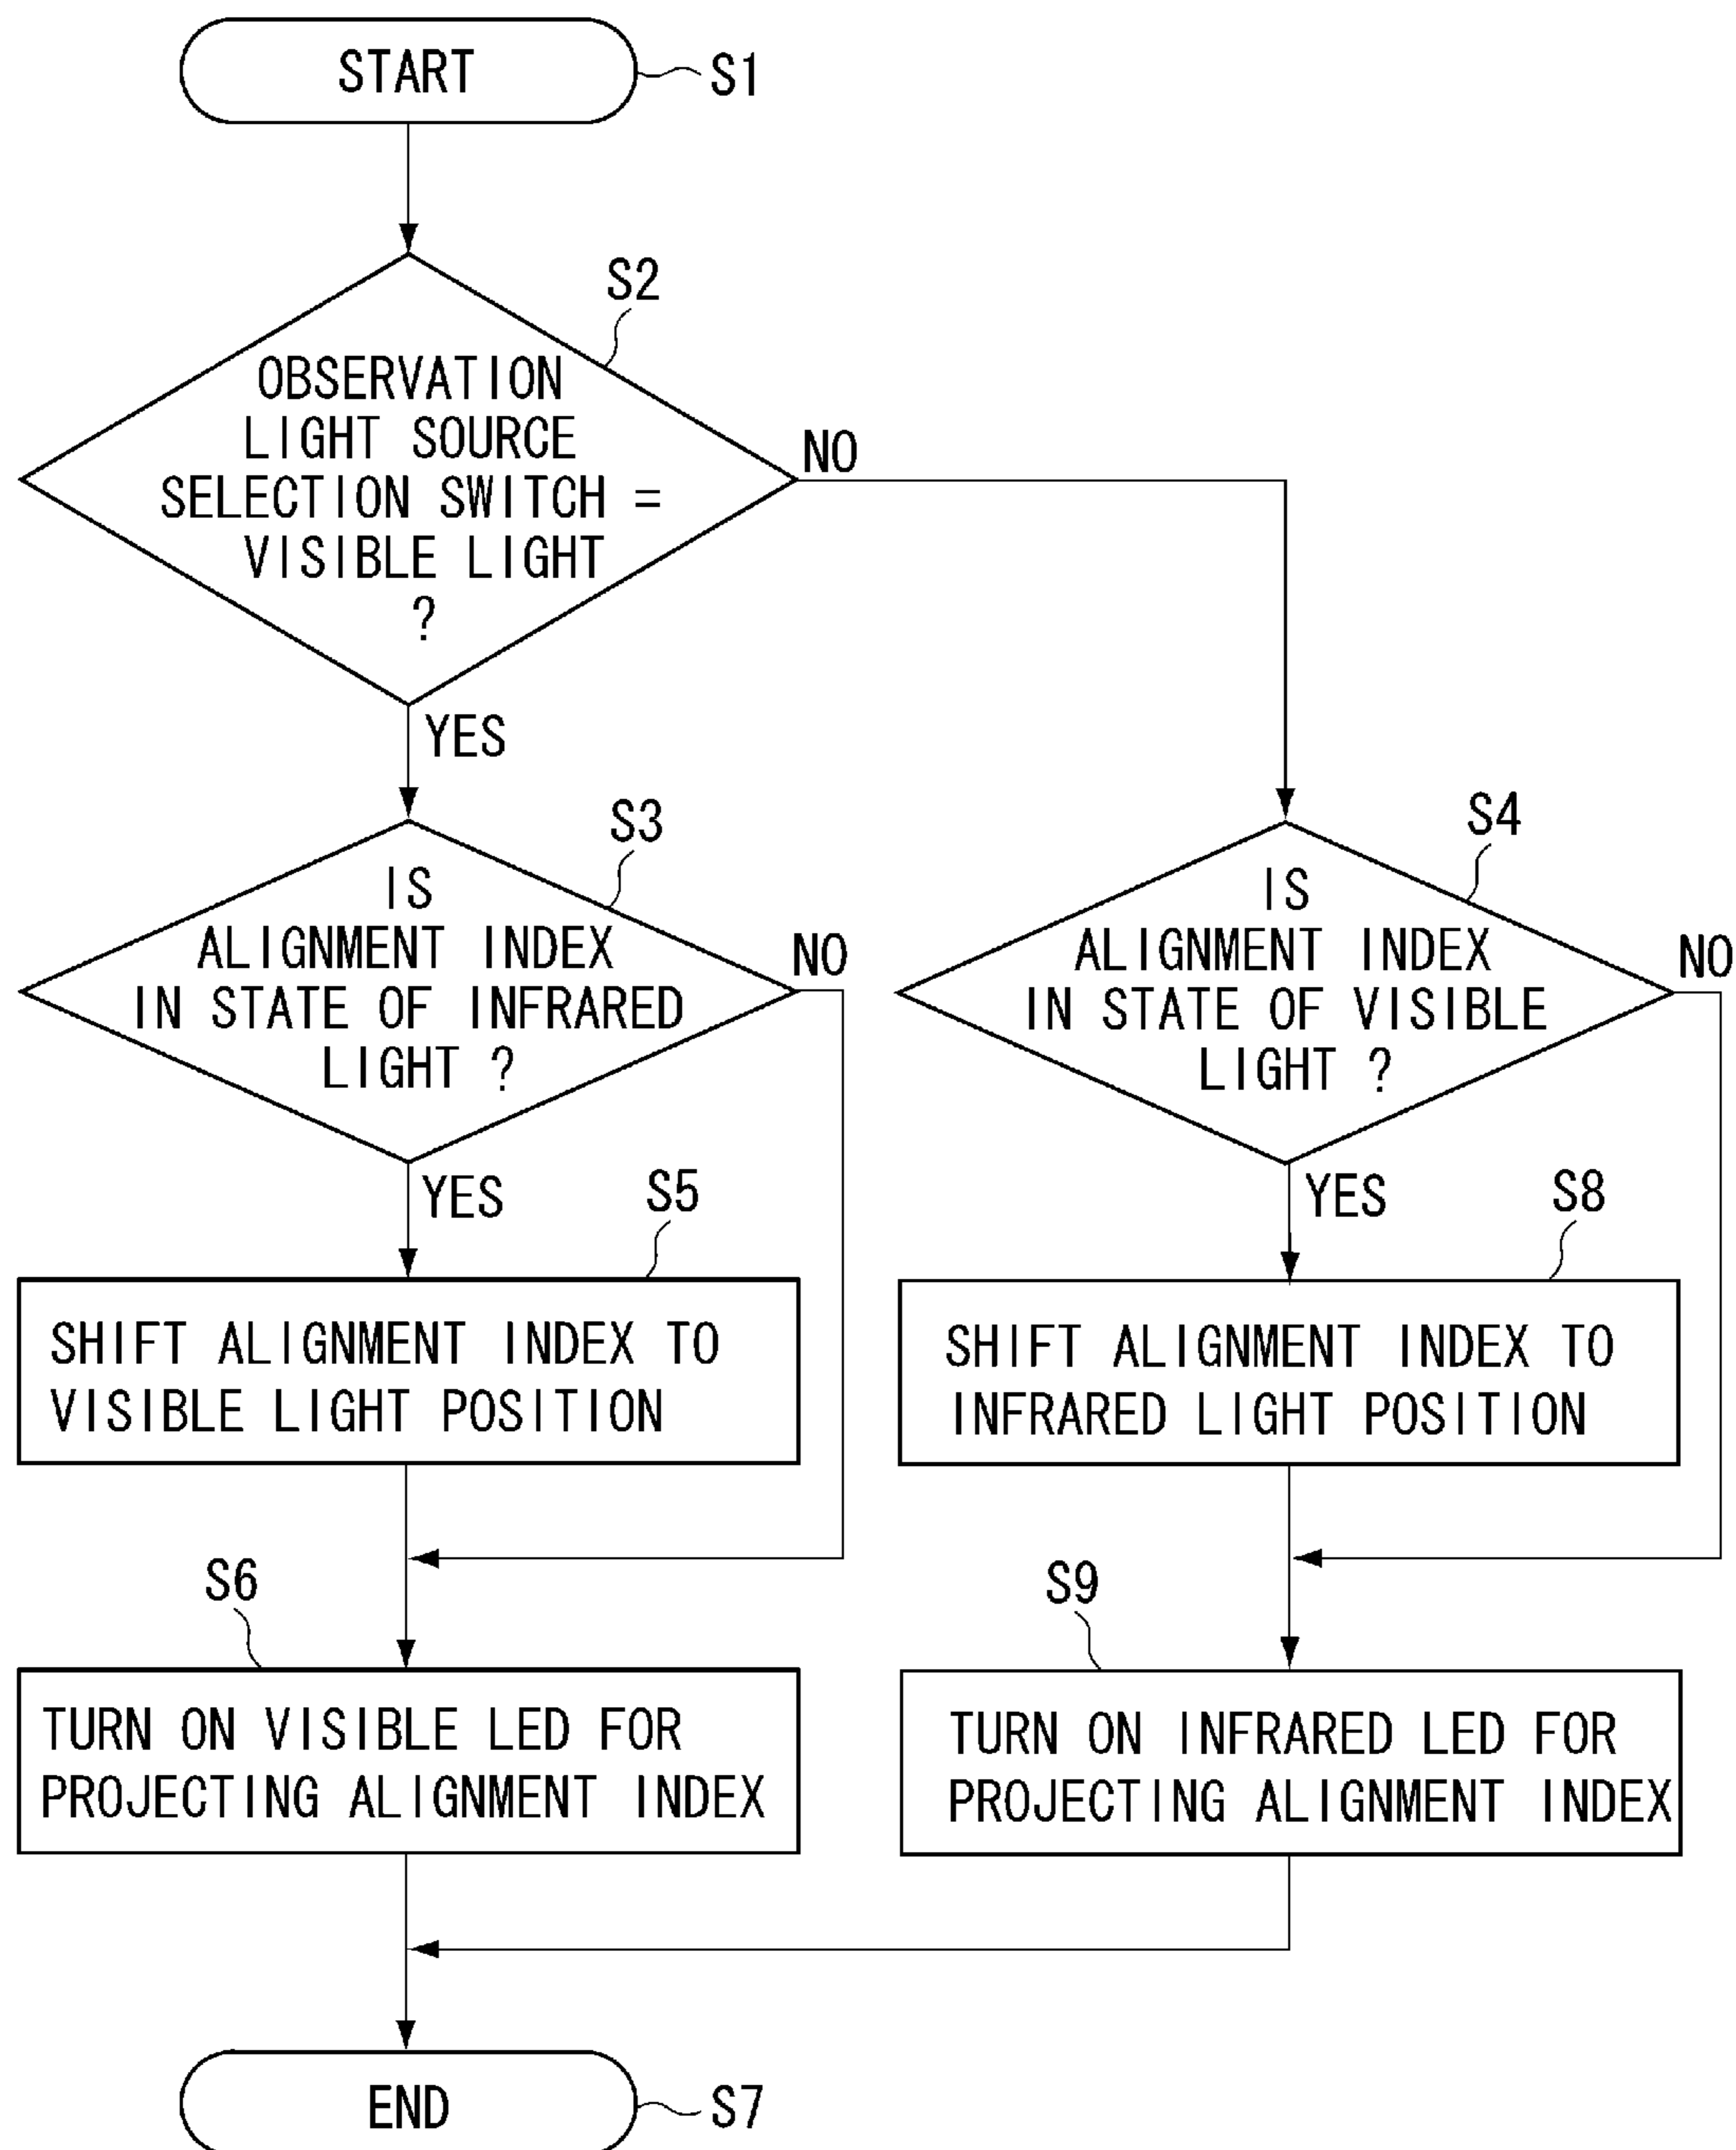 START
S1
S2
OBSERVATION
LIGHT SOURCE
SELECTION SWITCH =
VISIBLE LIGHT
?
NO
YES
S3
IS
ALIGNMENT INDEX
IN STATE OF INFRARED
LIGHT ?
NO
YES
S4
IS
ALIGNMENT INDEX
IN STATE OF VISIBLE
LIGHT ?
NO
YES
S5
SHIFT ALIGNMENT INDEX TO
VISIBLE LIGHT POSITION
S8
SHIFT ALIGNMENT INDEX TO
INFRARED LIGHT POSITION
S6
TURN ON VISIBLE LED FOR
PROJECTING ALIGNMENT INDEX
S9
TURN ON INFRARED LED FOR
PROJECTING ALIGNMENT INDEX
END
S7